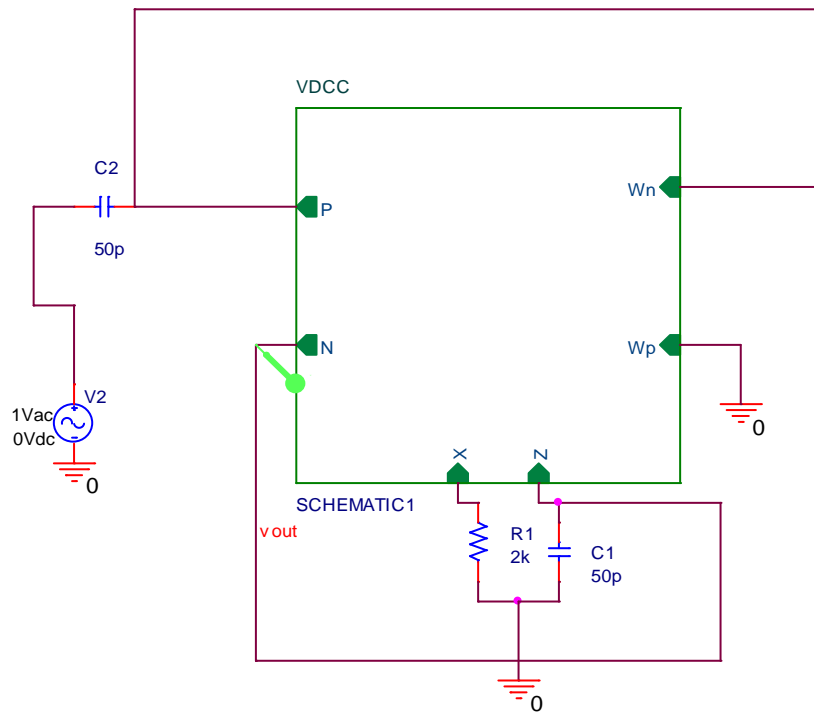 VDCC
C2
Wn
P
50p
N
Wp
V2
1Vac
0Vdc
0
0
X
Z
SCHEMATIC1
vout
R1
2k
C1
50p
0